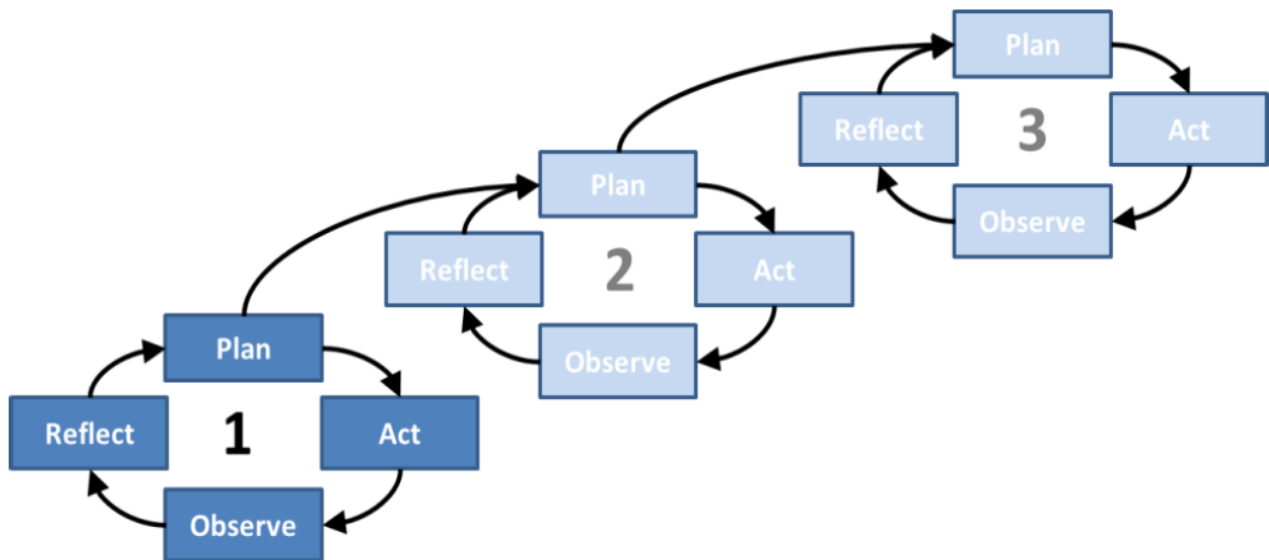 Plan
Reflect
3
Act
Observe
Plan
Reflect
2
Act
Observe
Plan
Reflect
1
Act
Observe